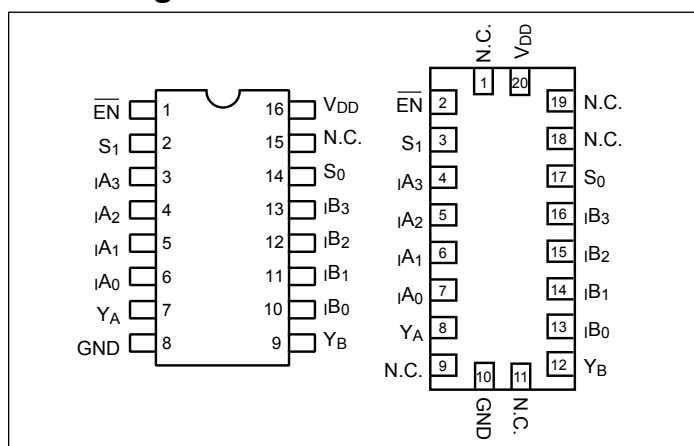 EN 1 16 VDD
S1 2 15 N.C.
IA3 3 14 S0
IA2 4 13 IB3
IA1 5 12 IB2
IA0 6 11 IB1
YA 7 10 IB0
GND 8 9 YB
N.C. VDD
1 20
EN 2 19 N.C.
S1 3 18 N.C.
IA3 4 17 S0
IA2 5 16 IB3
IA1 6 15 IB2
IA0 7 14 IB1
YA 8 13 IB0
N.C. 9 12 YB
10 11
GND N.C.